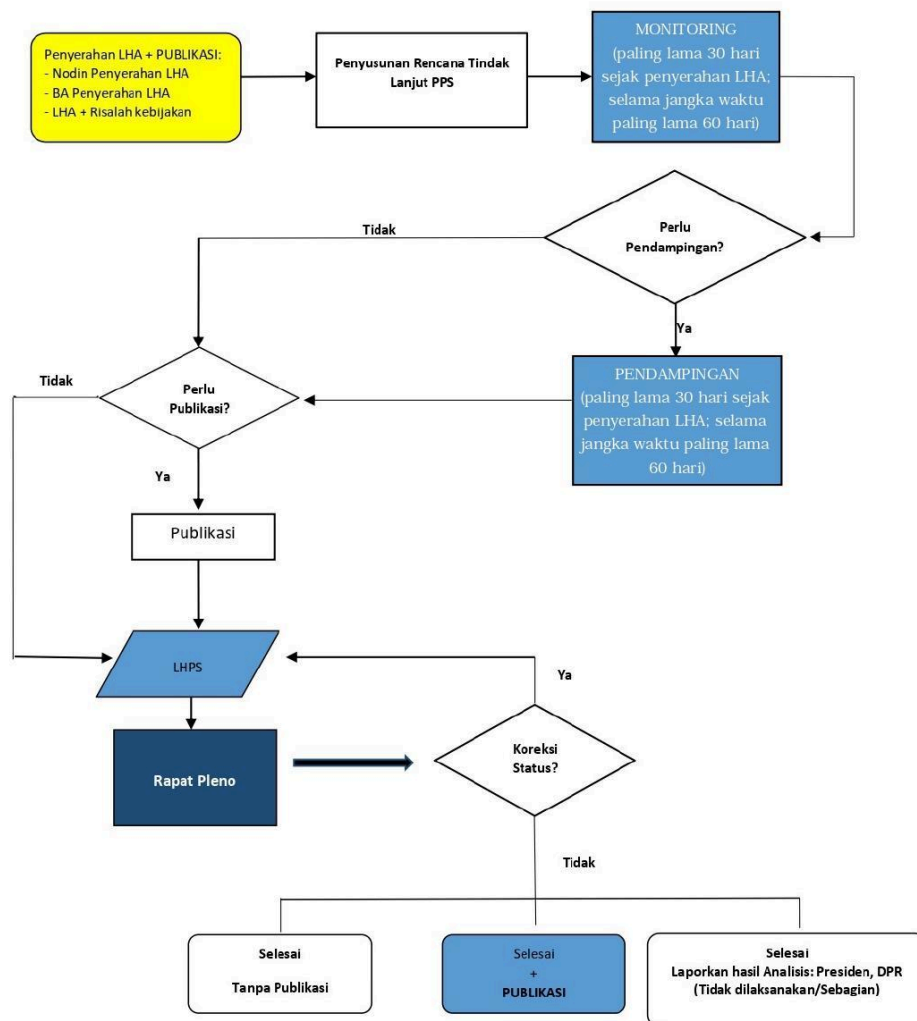 Penyerahan LHA + PUBLIKASI:
- Nodin Penyerahan LHA
- BA Penyerahan LHA
- LHA + Risalah kebijakan
Penyusunan Rencana Tindak
Lanjut PPS
MONITORING
(paling lama 30 hari
sejak penyerahan LHA;
selama jangka waktu
paling lama 60 hari)
Perlu
Pendampingan?
Tidak
Ya
PENDAMPINGAN
(paling lama 30 hari sejak
penyerahan LHA; selama
jangka waktu paling lama
60 hari)
Perlu
Publikasi?
Tidak
Ya
Publikasi
LHPS
Rapat Pleno
Koreksi
Status?
Ya
Tidak
Selesai
Tanpa Publikasi
Selesai
+
PUBLIKASI
Selesai
Laporkan hasil Analisis: Presiden, DPR
(Tidak dilaksanakan/Sebagian)